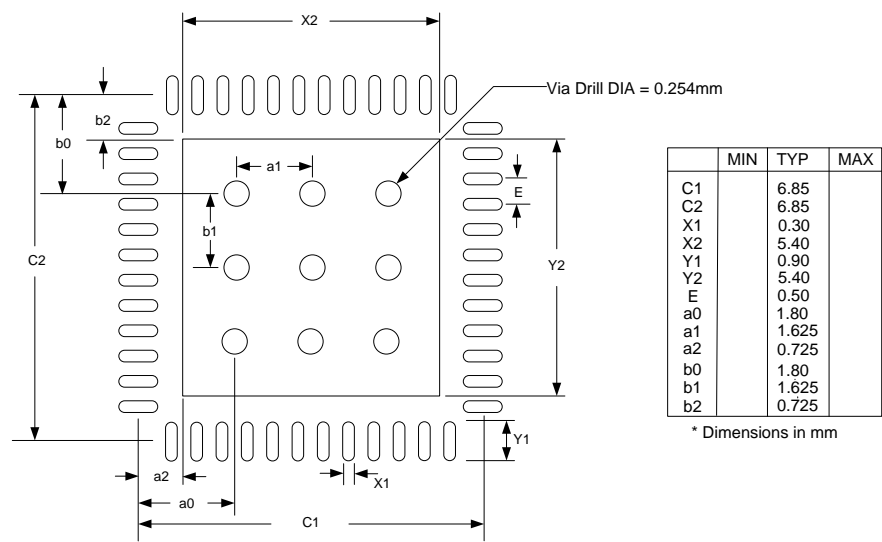 X2
Via Drill DIA = 0.254mm
b2
b0
a1
E
b1
C2
Y2
Y1
X1
a2
a0
C1
MIN TYP MAX
C1 6.85
C2 6.85
X1 0.30
X2 5.40
Y1 0.90
Y2 5.40
E 0.50
a0 1.80
a1 1.625
a2 0.725
b0 1.80
b1 1.625
b2 0.725
* Dimensions in mm